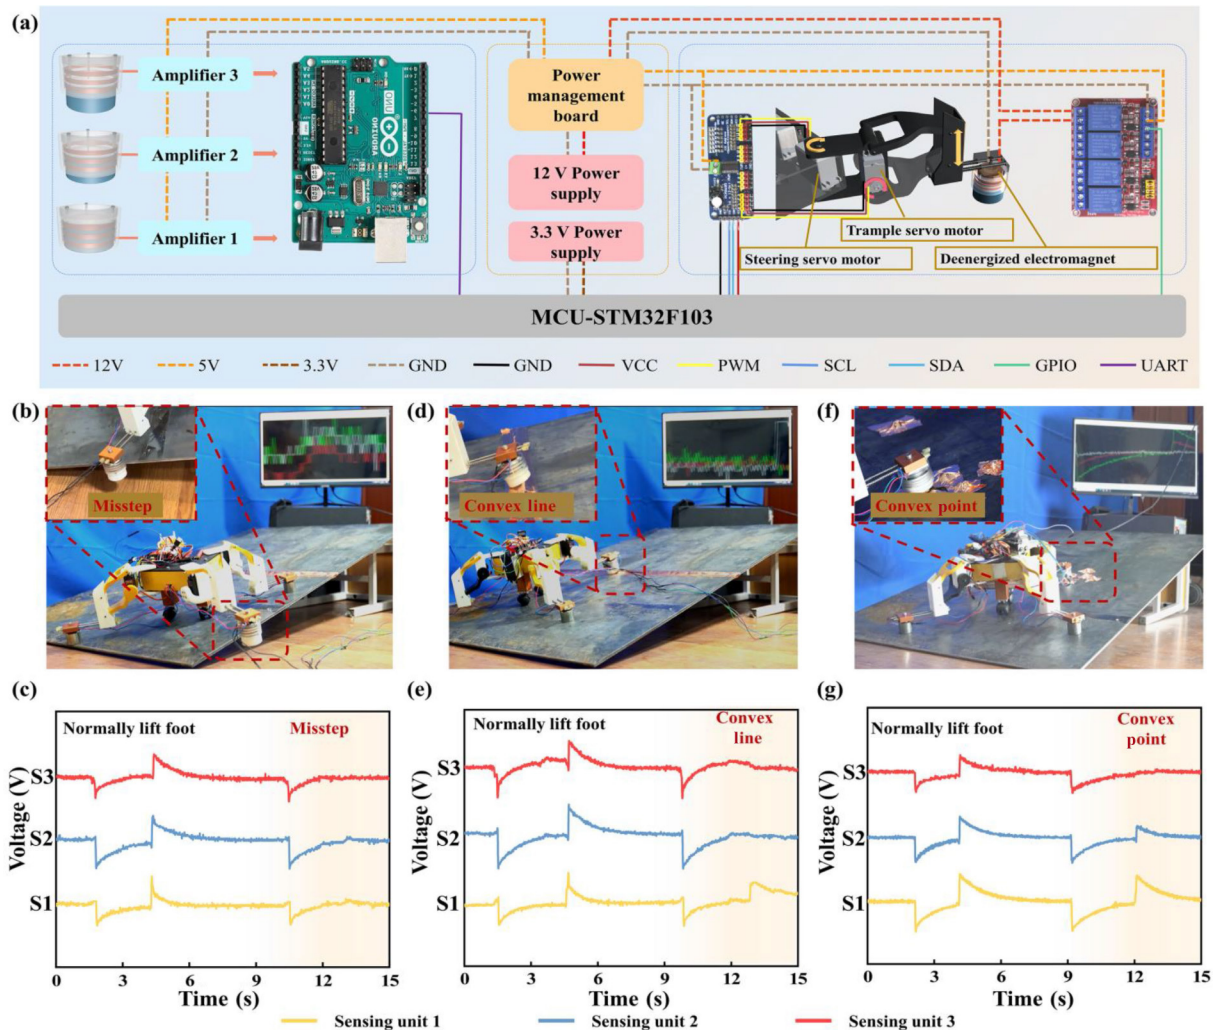 (a)
Amplifier 3
Amplifier 2
Amplifier 1
UNO
ARDUINO
Power
management
board
12 V Power
supply
3.3 V Power
supply
Trample servo motor
Steering servo motor
Deenergized electromagnet
MCU-STM32F103
12V
5V
3.3V
GND
GND
VCC
PWM
SCL
SDA
GPIO
UART
(b)
Misstep
(d)
Convex line
(f)
Convex point
(c)
Normally lift foot
Misstep
S3
S2
S1
Voltage (V)
0 3 6 9 12 15
Time (s)
(e)
Normally lift foot
Convex
line
S3
S2
S1
Voltage (V)
0 3 6 9 12 15
Time (s)
(g)
Normally lift foot
Convex
point
S3
S2
S1
Voltage (V)
0 3 6 9 12 15
Time (s)
Sensing unit 1
Sensing unit 2
Sensing unit 3